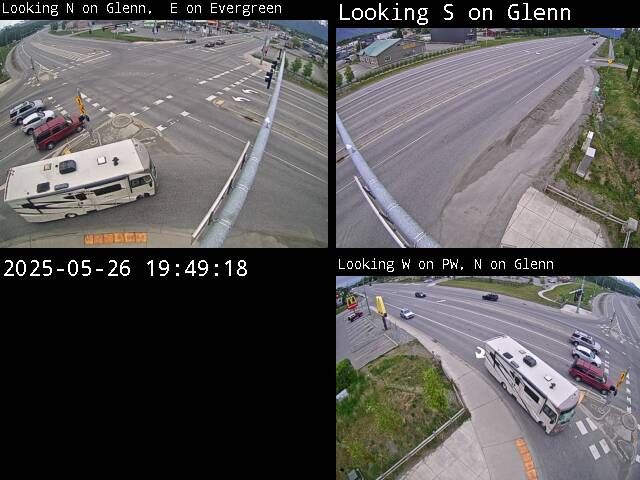 Looking N on Glenn,  E on Evergreen
Looking S on Glenn
2025-05-26 19:49:18
Looking W on PW, N on Glenn